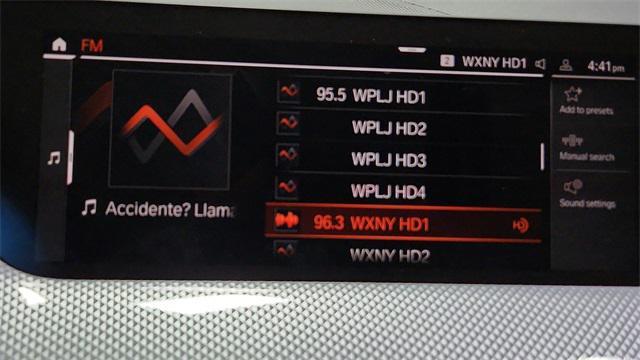 FM
2 WXNY HD1 4:41pm
95.5 WPLJ HD1
WPLJ HD2
WPLJ HD3
WPLJ HD4
96.3 WXNY HD1
WXNY HD2
Accidente? Llama
Add to presets
Manual search
Sound settings